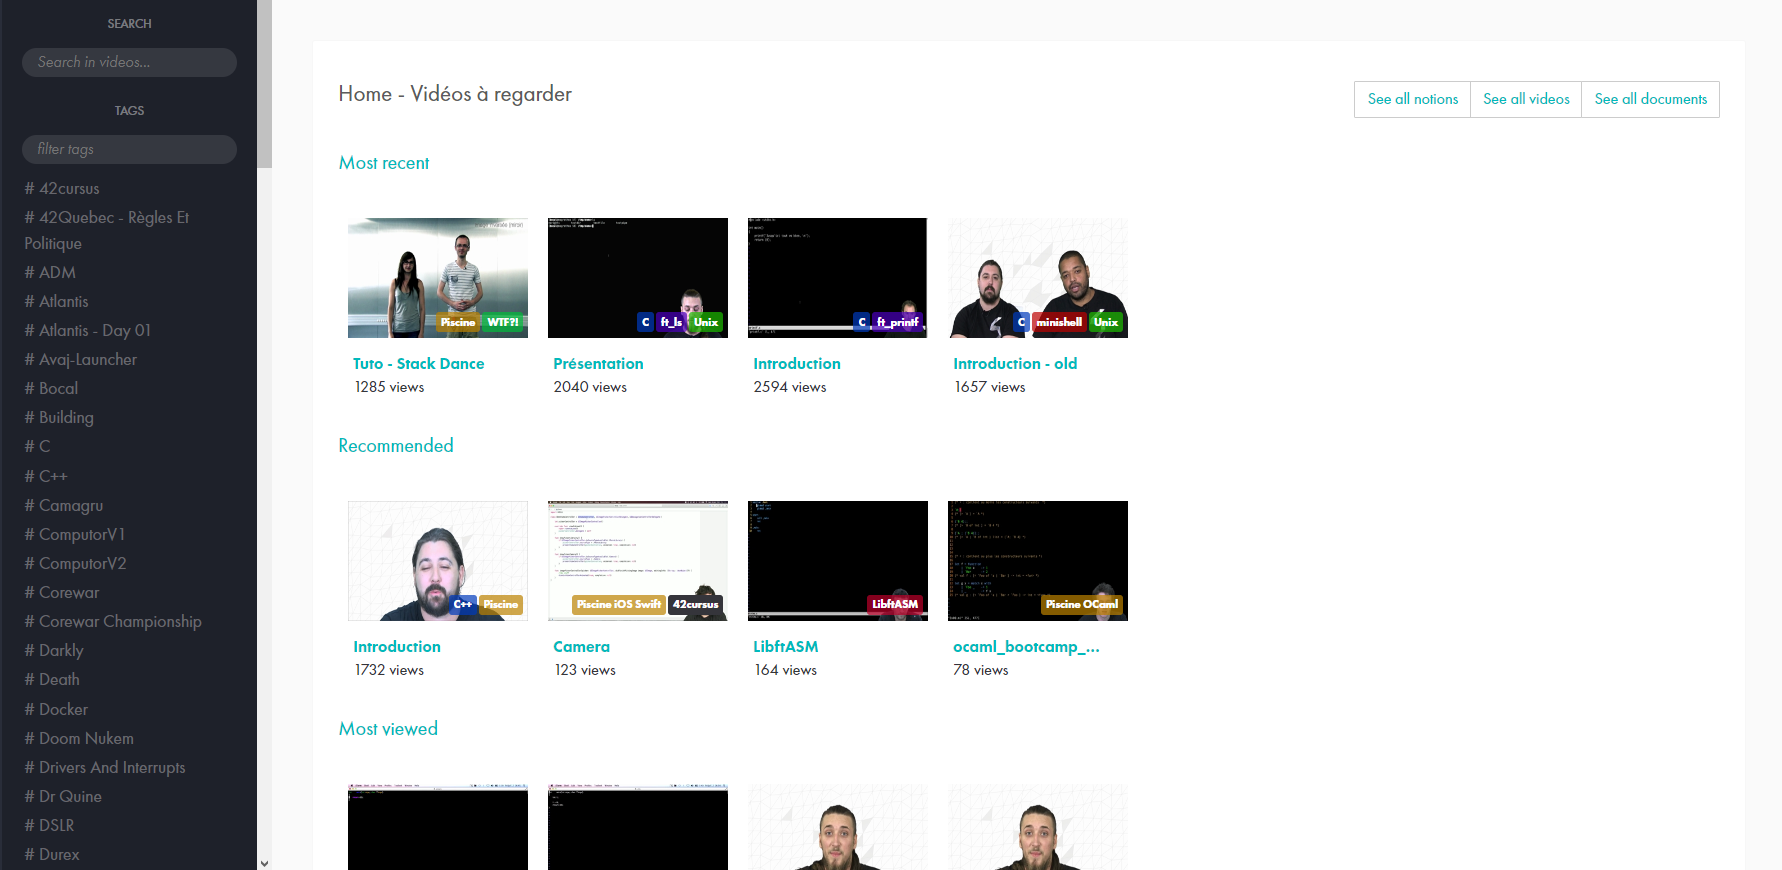 SEARCH
Search in videos...
TAGS
filter tags
# 42cursus
# 42Quebec - Règles Et
Politique
# ADM
# Atlantis
# Atlantis - Day 01
# Avaj-Launcher
# Bocal
# Building
# C
# C++
# Camagru
# ComputorV1
# ComputorV2
# Corewar
# Corewar Championship
# Darkly
# Death
# Docker
# Doom Nukem
# Drivers And Interrupts
# Dr Quine
# DSLR
# Durex
Home - Vidéos à regarder
See all notions
See all videos
See all documents
Most recent
Piscine WTF?!
Tuto - Stack Dance
1285 views
C ft_ls Unix
Présentation
2040 views
C ft_printf
Introduction
2594 views
C minishell Unix
Introduction - old
1657 views
Recommended
C++ Piscine
Introduction
1732 views
Piscine iOS Swift 42cursus
Camera
123 views
LibftASM
LibftASM
164 views
Piscine OCaml
ocaml_bootcamp_...
78 views
Most viewed